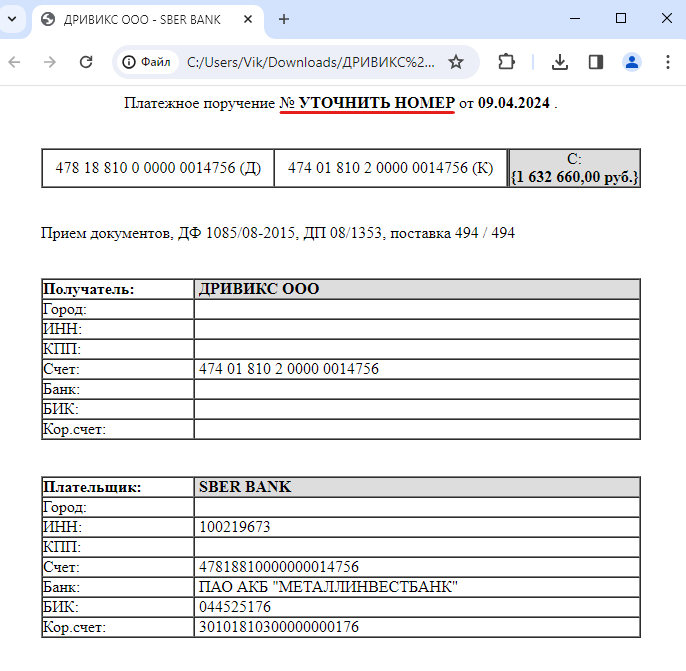 ДРИВИКС ООО - SBER BANK
Файл
C:/Users/Vik/Downloads/ДРИВИКС%2...
Платежное поручение № УТОЧНИТЬ НОМЕР от 09.04.2024 .
478 18 810 0 0000 0014756 (Д) 474 01 810 2 0000 0014756 (К) С:
{1 632 660,00 руб.}
Прием документов, ДФ 1085/08-2015, ДП 08/1353, поставка 494 / 494
Получатель: ДРИВИКС ООО
Город:
ИНН:
КПП:
Счет: 474 01 810 2 0000 0014756
Банк:
БИК:
Кор.счет:
Плательщик: SBER BANK
Город:
ИНН: 100219673
КПП:
Счет: 47818810000000014756
Банк: ПАО АКБ "МЕТАЛЛИНВЕСТБАНК"
БИК: 044525176
Кор.счет: 30101810300000000176